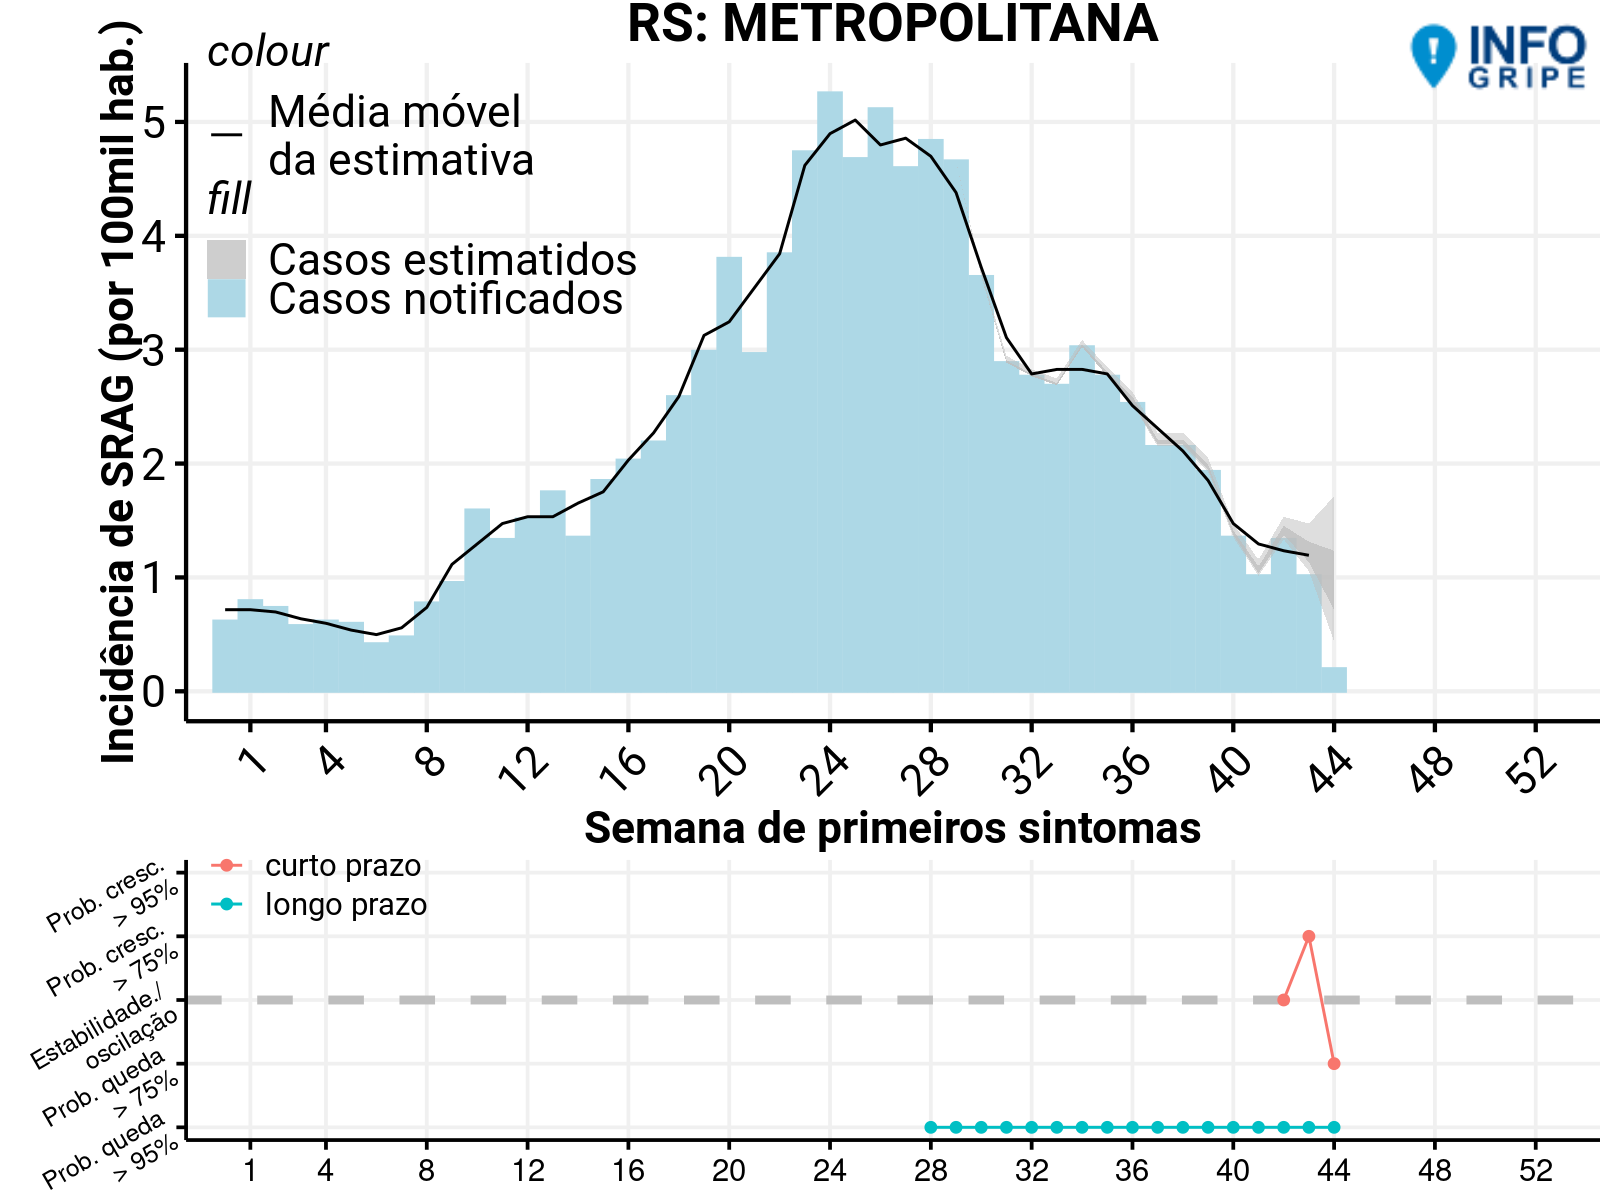 RS: METROPOLITANA
INFO
GRIPE
Incidência de SRAG (por 100mil hab.)
colour
Média móvel
da estimativa
fill
Casos estimatidos
Casos notificados
5
4
3
2
1
0
1 4 8 12 16 20 24 28 32 36 40 44 48 52
Semana de primeiros sintomas
curto prazo
longo prazo
Prob. cresc.
> 95%
Prob. cresc.
> 75%
Estabilidade./
oscilação
Prob. queda
> 75%
Prob. queda
> 95%
1 4 8 12 16 20 24 28 32 36 40 44 48 52